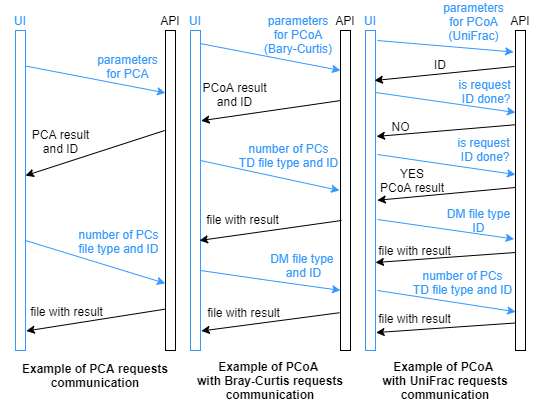 UI
API
parameters
for PCA
PCA result
and ID
number of PCs
file type and ID
file with result
Example of PCA requests
communication
UI
API
parameters
for PCoA
(Bary-Curtis)
PCoA result
and ID
number of PCs
TD file type and ID
file with result
DM file type
and ID
file with result
Example of PCoA
with Bray-Curtis requests
communication
UI
API
parameters
for PCoA
(UniFrac)
ID
is request
ID done?
NO
is request
ID done?
YES
PCoA result
DM file type
ID
file with result
number of PCs
TD file type and ID
file with result
Example of PCoA
with UniFrac requests
communication